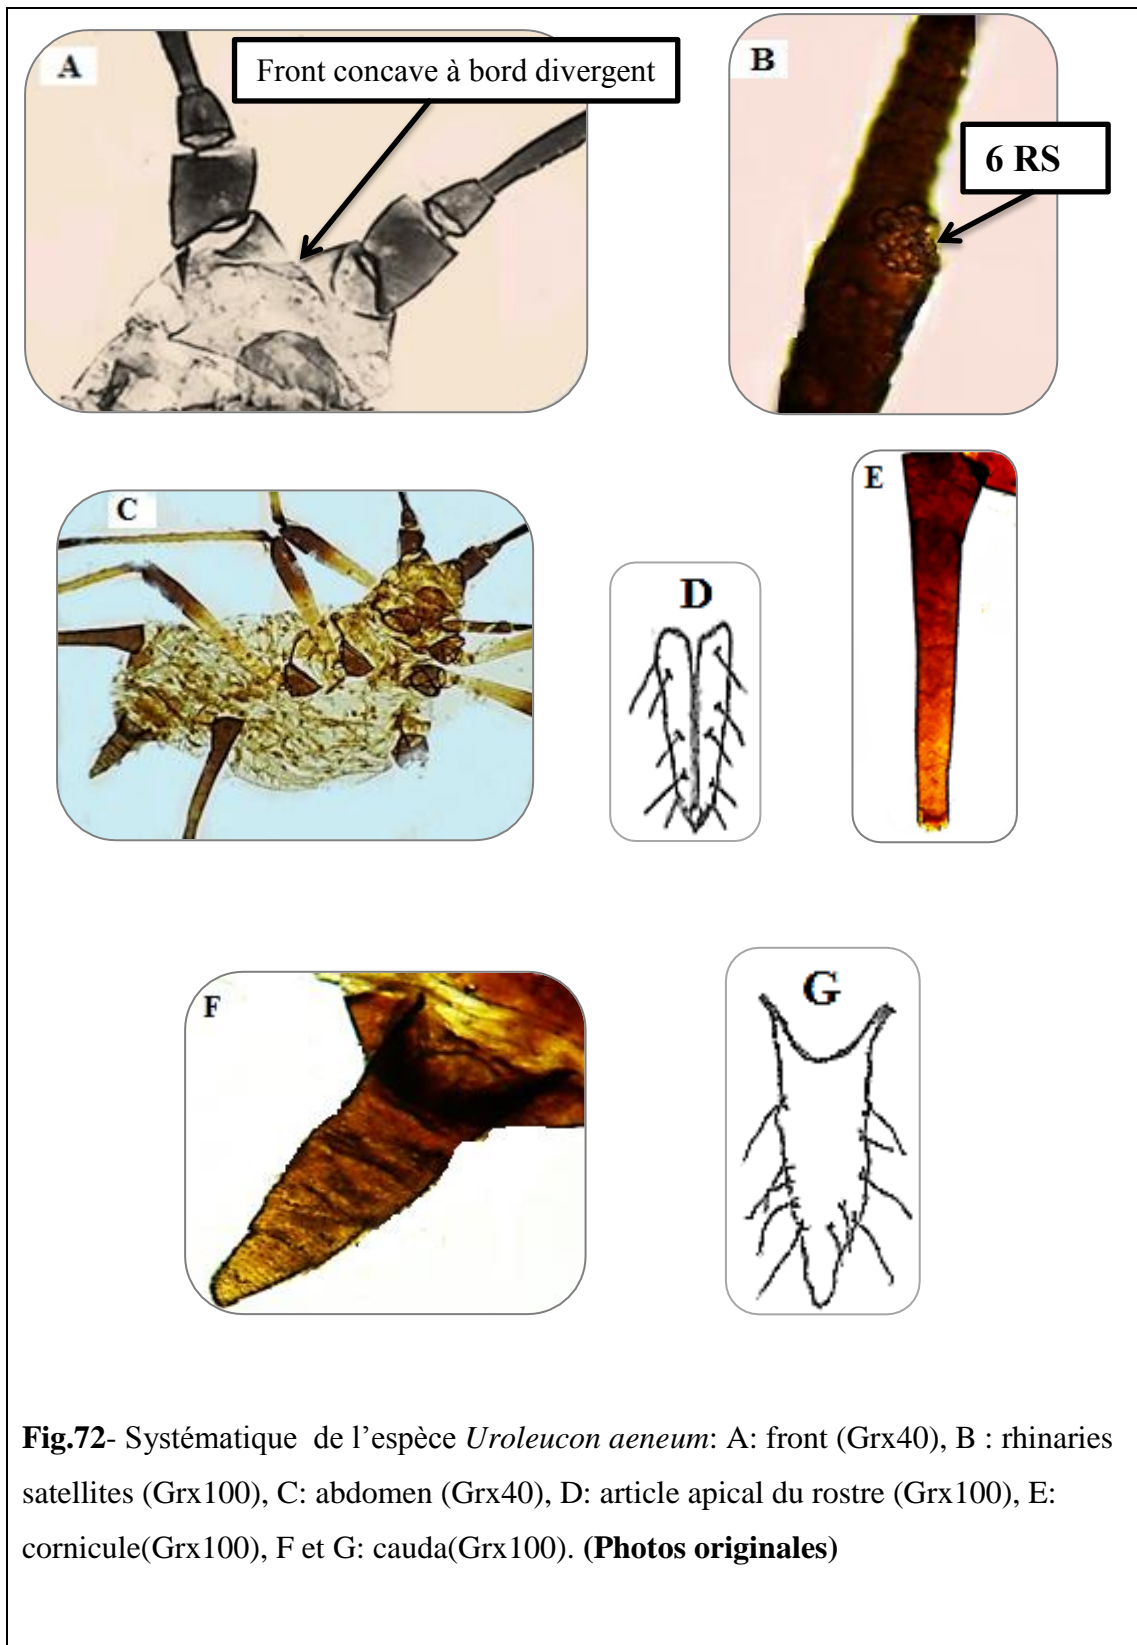 A
Front concave à bord divergent
B
6 RS
C
D
E
F
G
Fig.72- Systématique de l’espèce Uroleucon aeneum: A: front (Grx40), B : rhinaries
satellites (Grx100), C: abdomen (Grx40), D: article apical du rostre (Grx100), E:
cornicule(Grx100), F et G: cauda(Grx100). (Photos originales)